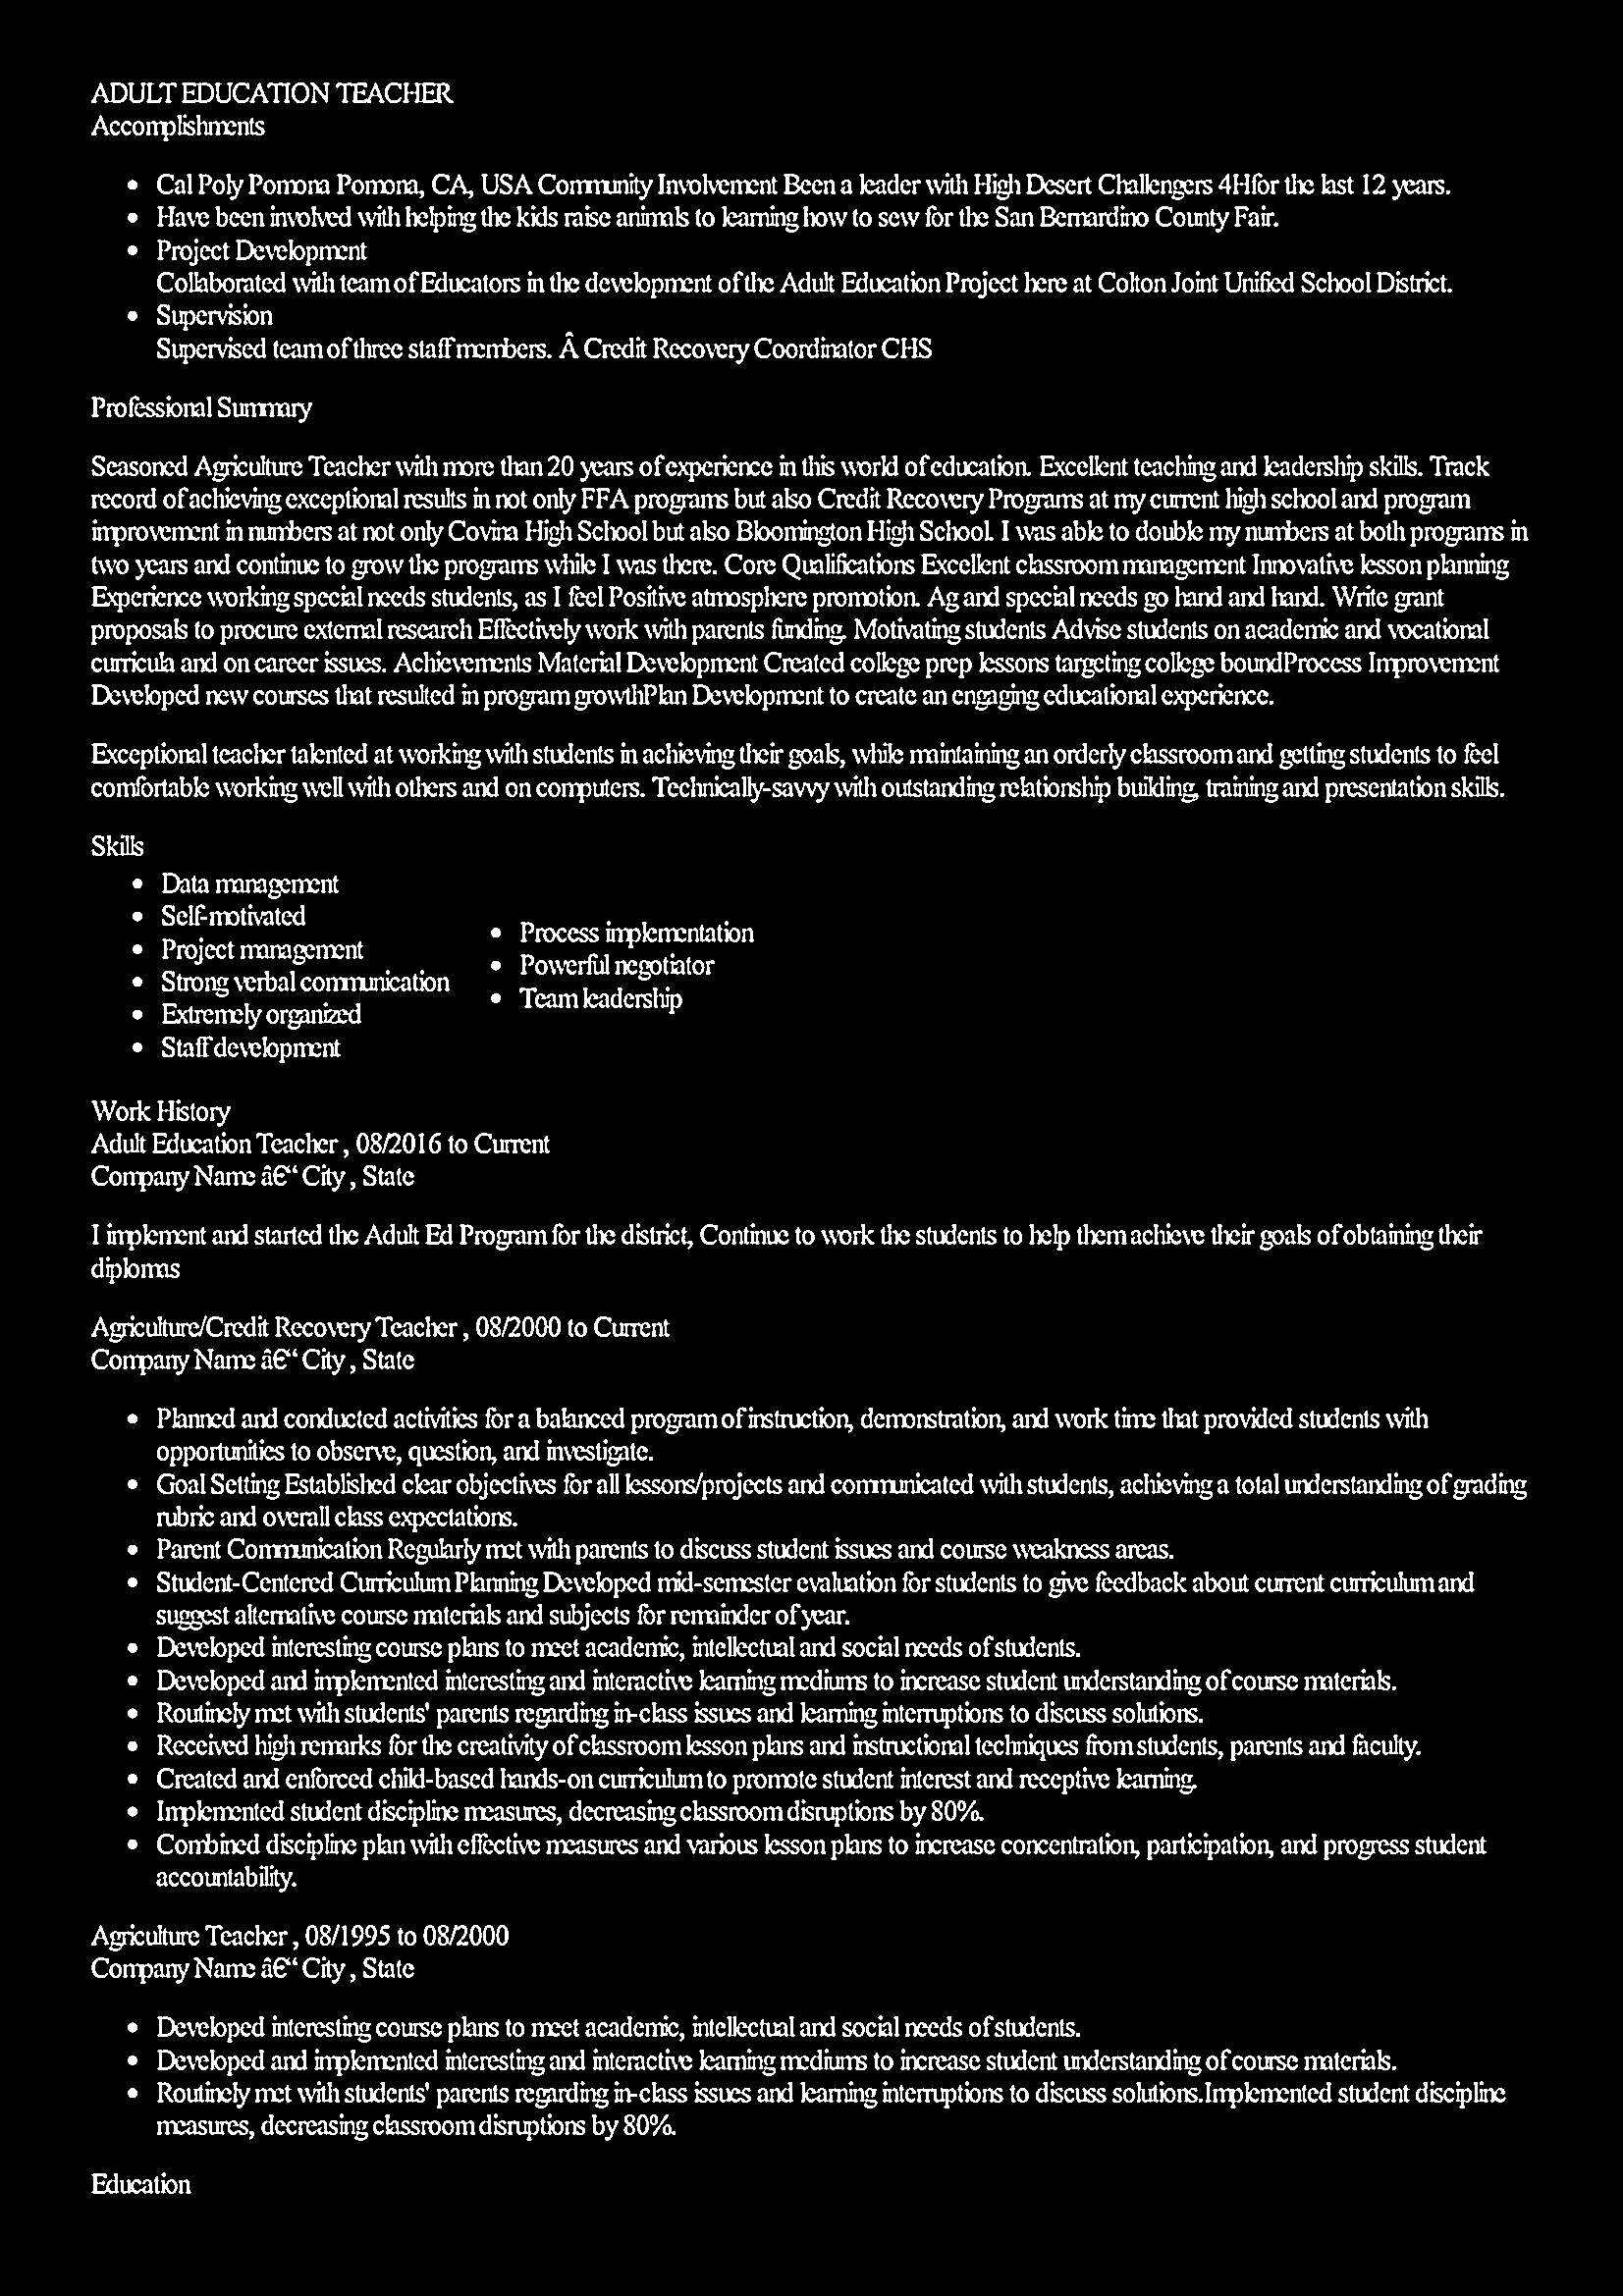 ADULT EDUCATION TEACHER
Accomplishments
• Cal Poly Pomona Pomona, CA, USA Community Involvement Been a leader with High Desert Challengers 4Hfor the last 12 years.
• Have been involved with helping the kids raise animals to learning how to sew for the San Bernardino County Fair.
• Project Development
Collaborated with team of Educators in the development of the Adult Education Project here at Colton Joint Unified School District.
• Supervision
Supervised team of three staff members. Â Credit Recovery Coordinator CHS
Professional Summary
Seasoned Agriculture Teacher with more than 20 years of experience in this world of education. Excellent teaching and leadership skills. Track
record of achieving exceptional results in not only FFA programs but also Credit Recovery Programs at my current high school and program
improvement in numbers at not only Covina High School but also Bloomington High School. I was able to double my numbers at both programs in
two years and continue to grow the programs while I was there. Core Qualifications Excellent classroom management Innovative lesson planning
Experience working special needs students, as I feel Positive atmosphere promotion. Ag and special needs go hand and hand. Write grant
proposals to procure external research Effectively work with parents funding. Motivating students Advise students on academic and vocational
curricula and on career issues. Achievements Material Development Created college prep lessons targeting college boundProcess Improvement
Developed new courses that resulted in program growthPlan Development to create an engaging educational experience.
Exceptional teacher talented at working with students in achieving their goals, while maintaining an orderly classroom and getting students to feel
comfortable working well with others and on computers. Technically-savvy with outstanding relationship building, training and presentation skills.
Skills
• Data management
• Self-motivated
• Project management
• Strong verbal communication
• Extremely organized
• Staff development
• Process implementation
• Powerful negotiator
• Team leadership
Work History
Adult Education Teacher , 08/2016 to Current
Company Name â€“ City , State
I implement and started the Adult Ed Program for the district, Continue to work the students to help them achieve their goals of obtaining their
diplomas
Agriculture/Credit Recovery Teacher , 08/2000 to Current
Company Name â€“ City , State
• Planned and conducted activities for a balanced program of instruction, demonstration, and work time that provided students with
opportunities to observe, question, and investigate.
• Goal Setting Established clear objectives for all lessons/projects and communicated with students, achieving a total understanding of grading
rubric and overall class expectations.
• Parent Communication Regularly met with parents to discuss student issues and course weakness areas.
• Student-Centered Curriculum Planning Developed mid-semester evaluation for students to give feedback about current curriculum and
suggest alternative course materials and subjects for remainder of year.
• Developed interesting course plans to meet academic, intellectual and social needs of students.
• Developed and implemented interesting and interactive learning mediums to increase student understanding of course materials.
• Routinely met with students' parents regarding in-class issues and learning interruptions to discuss solutions.
• Received high remarks for the creativity of classroom lesson plans and instructional techniques from students, parents and faculty.
• Created and enforced child-based hands-on curriculum to promote student interest and receptive learning.
• Implemented student discipline measures, decreasing classroom disruptions by 80%.
• Combined discipline plan with effective measures and various lesson plans to increase concentration, participation, and progress student
accountability.
Agriculture Teacher , 08/1995 to 08/2000
Company Name â€“ City , State
• Developed interesting course plans to meet academic, intellectual and social needs of students.
• Developed and implemented interesting and interactive learning mediums to increase student understanding of course materials.
• Routinely met with students' parents regarding in-class issues and learning interruptions to discuss solutions.Implemented student discipline
measures, decreasing classroom disruptions by 80%.
Education